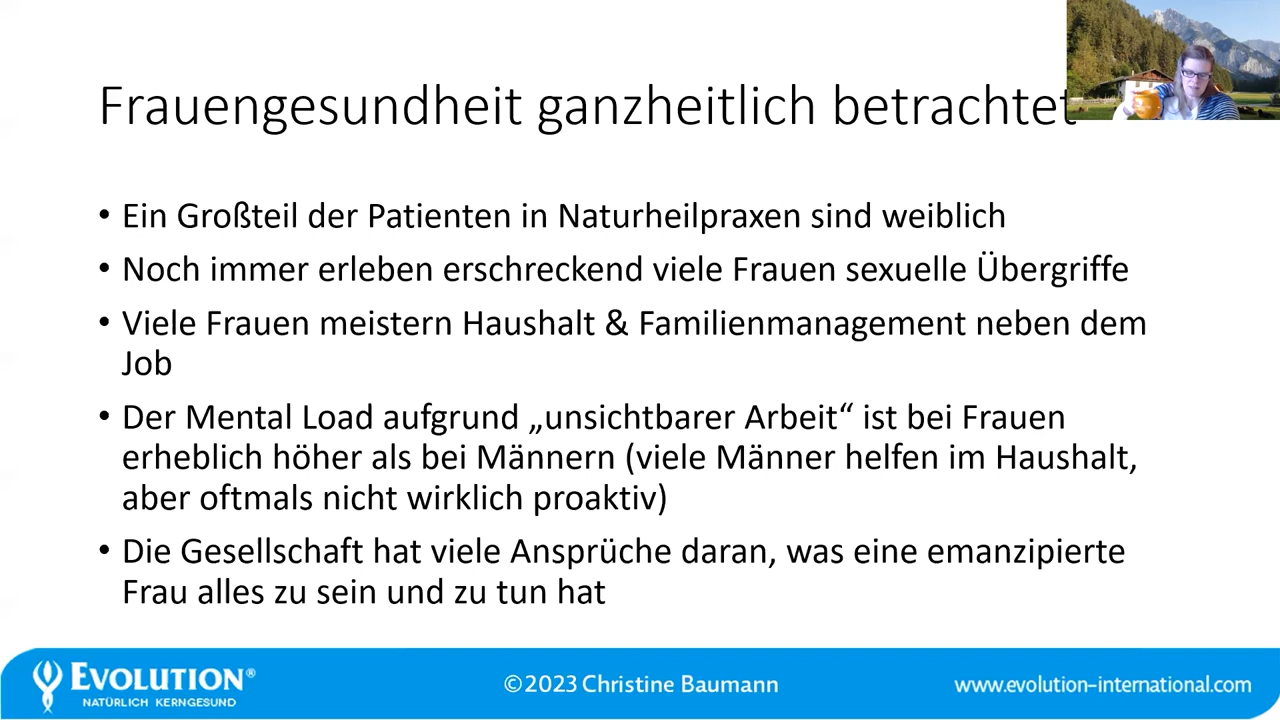 Frauengesundheit ganzheitlich betrachtet
• Ein Großteil der Patienten in Naturheilpraxen sind weiblich
• Noch immer erleben erschreckend viele Frauen sexuelle Übergriffe
• Viele Frauen meistern Haushalt & Familienmanagement neben dem
Job
• Der Mental Load aufgrund „unsichtbarer Arbeit“ ist bei Frauen
erheblich höher als bei Männern (viele Männer helfen im Haushalt,
aber oftmals nicht wirklich proaktiv)
• Die Gesellschaft hat viele Ansprüche daran, was eine emanzipierte
Frau alles zu sein und zu tun hat
EVOLUTION®
NATÜRLICH KERNGESUND
©2023 Christine Baumann
www.evolution-international.com